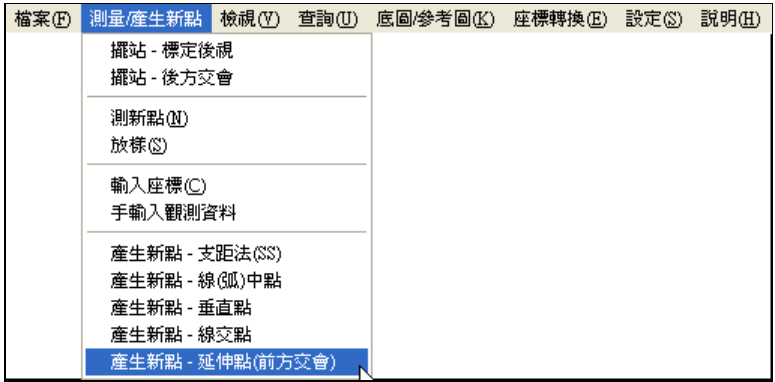 檔案(F) 測量/產生新點 檢視(V) 查詢(U) 底圖/參考圖(K) 座標轉換(E) 設定(S) 說明(H)
擺站 - 標定後視
擺站 - 後方交會
測新點(N)
放樣(S)
輸入座標(C)
手輸入觀測資料
產生新點 - 支距法(SS)
產生新點 - 線(弧)中點
產生新點 - 垂直點
產生新點 - 線交點
產生新點 - 延伸點(前方交會)